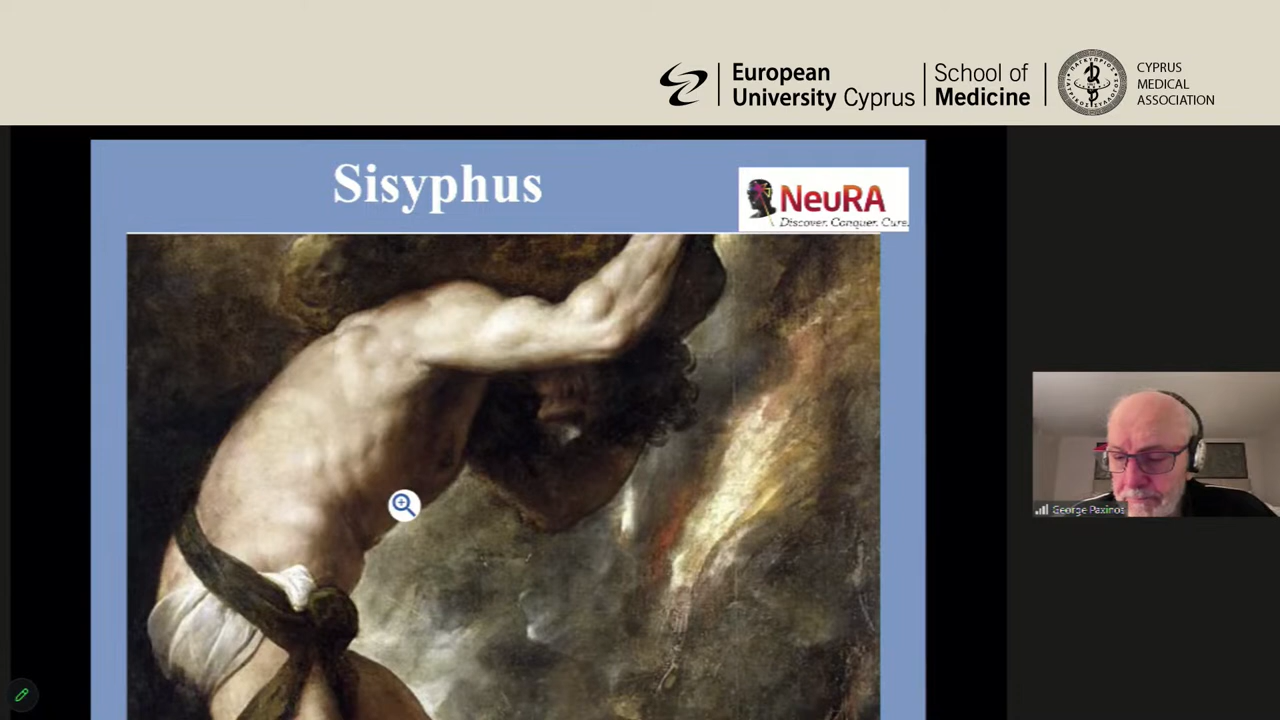 European
University Cyprus
School of
Medicine
CYPRUS
MEDICAL
ASSOCIATION
Sisyphus
NeuRA
Discover. Conquer. Cure.
George Paxinos